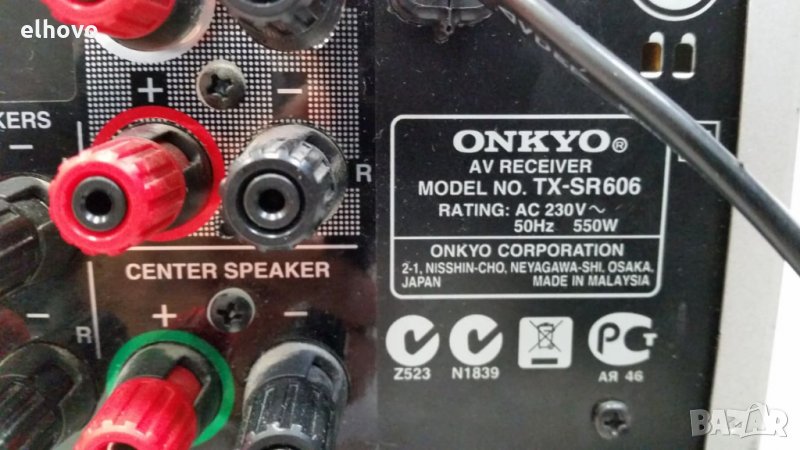 elhovo
KERS
+ −
−
R
ONKYO®
AV RECEIVER
MODEL NO. TX-SR606
RATING: AC 230V～
50Hz 550W
ONKYO CORPORATION
2-1, NISSHIN-CHO, NEYAGAWA-SHI, OSAKA,
JAPAN MADE IN MALAYSIA
CENTER SPEAKER
−
R
+ −
Z523 N1839
РСТ
АЯ 46
BAZAR